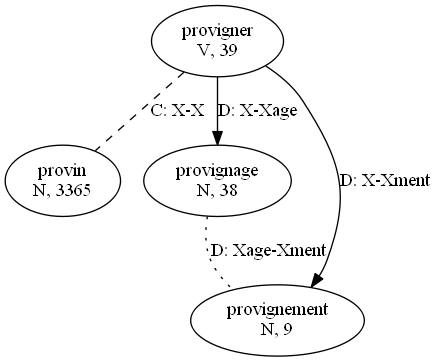 provigner
V, 39
C: X-X
D: X-Xage
provin
N, 3365
provignage
N, 38
D: X-Xment
D: Xage-Xment
provignement
N, 9